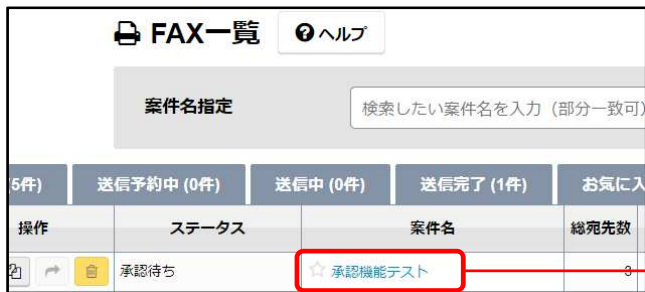 FAX一覧 ヘルプ
案件名指定 検索したい案件名を入力（部分一致可）
5件) 送信予約中 (0件) 送信中 (0件) 送信完了 (1件) お気に入
操作 ステータス 案件名 総宛先数
承認待ち ☆ 承認機能テスト 3